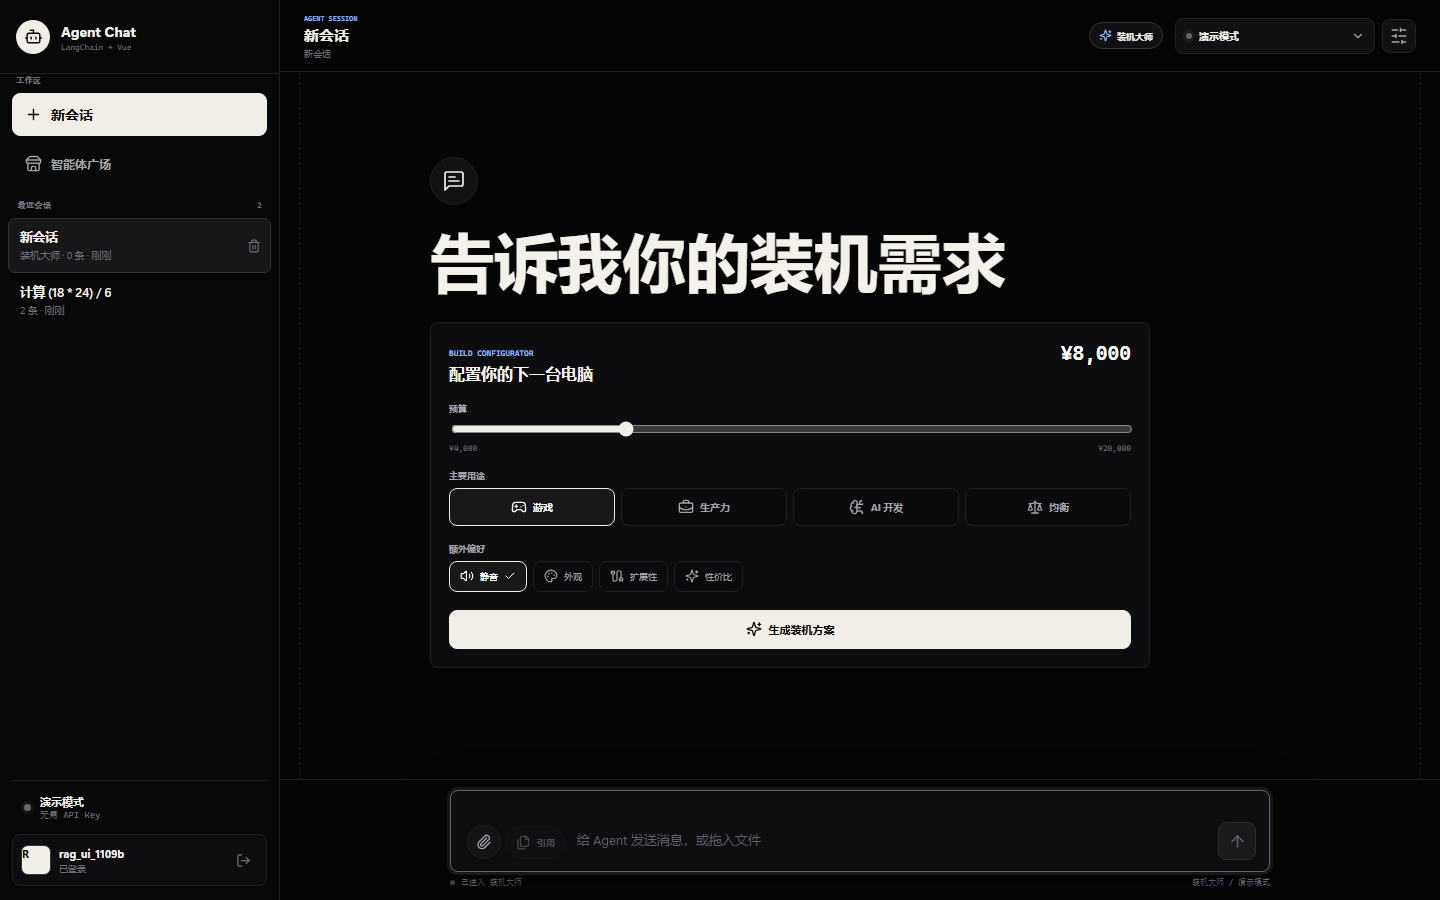 Agent Chat
LangChain + Vue
工作区
新会话
智能体广场
最近会话 2
新会话
装机大师 · 0 条 · 刚刚
计算 (18 * 24) / 6
2 条 · 刚刚
演示模式
无需 API Key
R
rag_ui_1109b
已登录
AGENT SESSION
新会话
新会话
装机大师
演示模式
告诉我你的装机需求
BUILD CONFIGURATOR
配置你的下一台电脑
¥8,000
预算
¥4,000 ¥20,000
主要用途
游戏 生产力 AI 开发 均衡
额外偏好
静音 外观 扩展性 性价比
生成装机方案
引用 给 Agent 发送消息，或拖入文件
已进入 装机大师 装机大师 / 演示模式